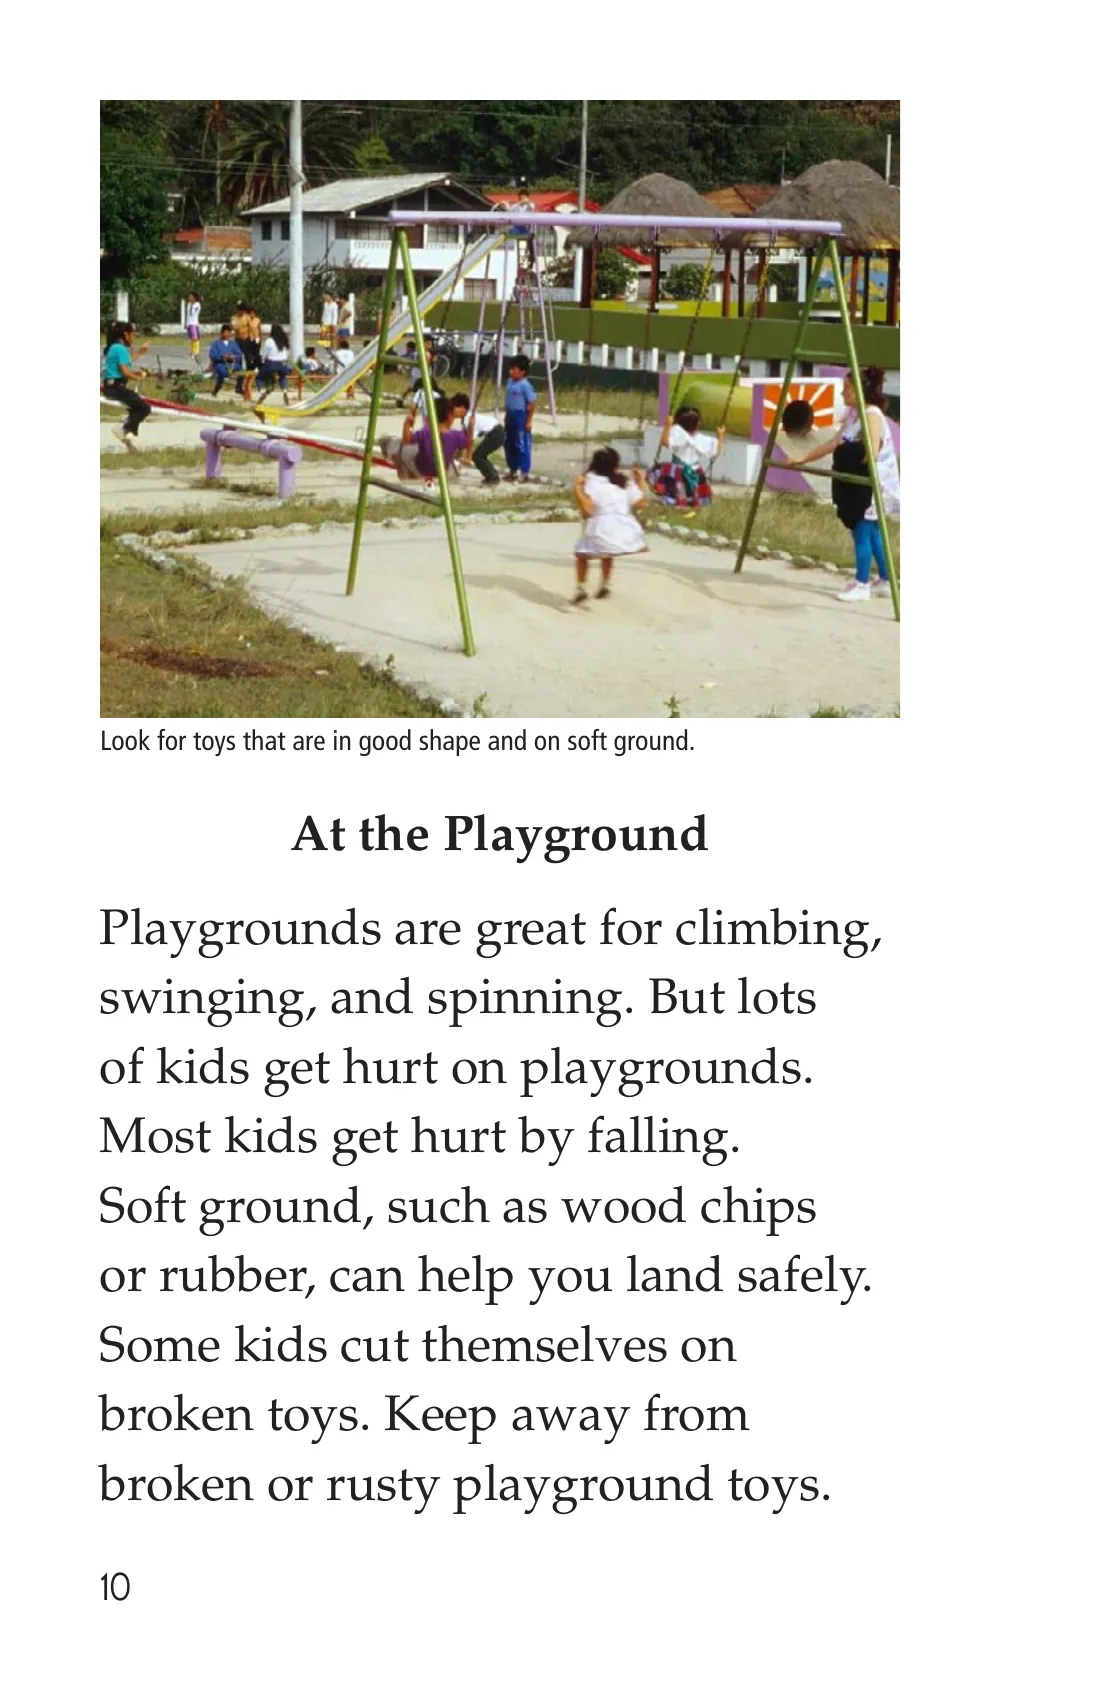 Look for toys that are in good shape and on soft ground.
At the Playground
Playgrounds are great for climbing,
swinging, and spinning. But lots
of kids get hurt on playgrounds.
Most kids get hurt by falling.
Soft ground, such as wood chips
or rubber, can help you land safely.
Some kids cut themselves on
broken toys. Keep away from
broken or rusty playground toys.
10